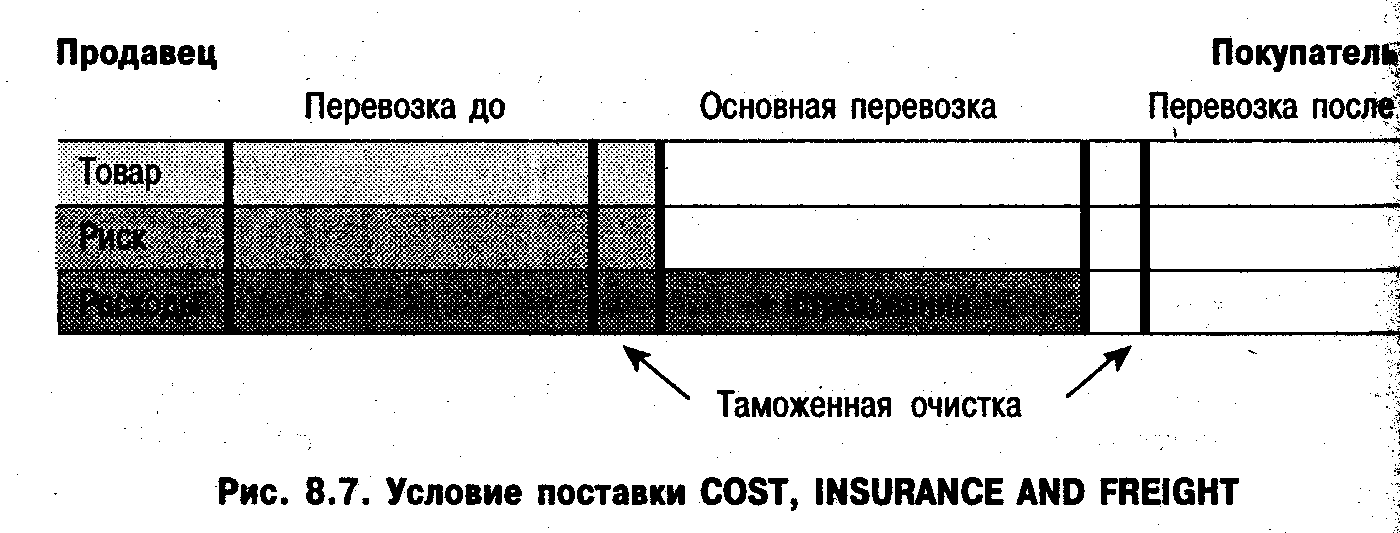 Продавец Покупатель
Перевозка до Основная перевозка Перевозка после
Товар
Риск
Расходы + страхование
Таможенная очистка
Рис. 8.7. Условие поставки COST, INSURANCE AND FREIGHT